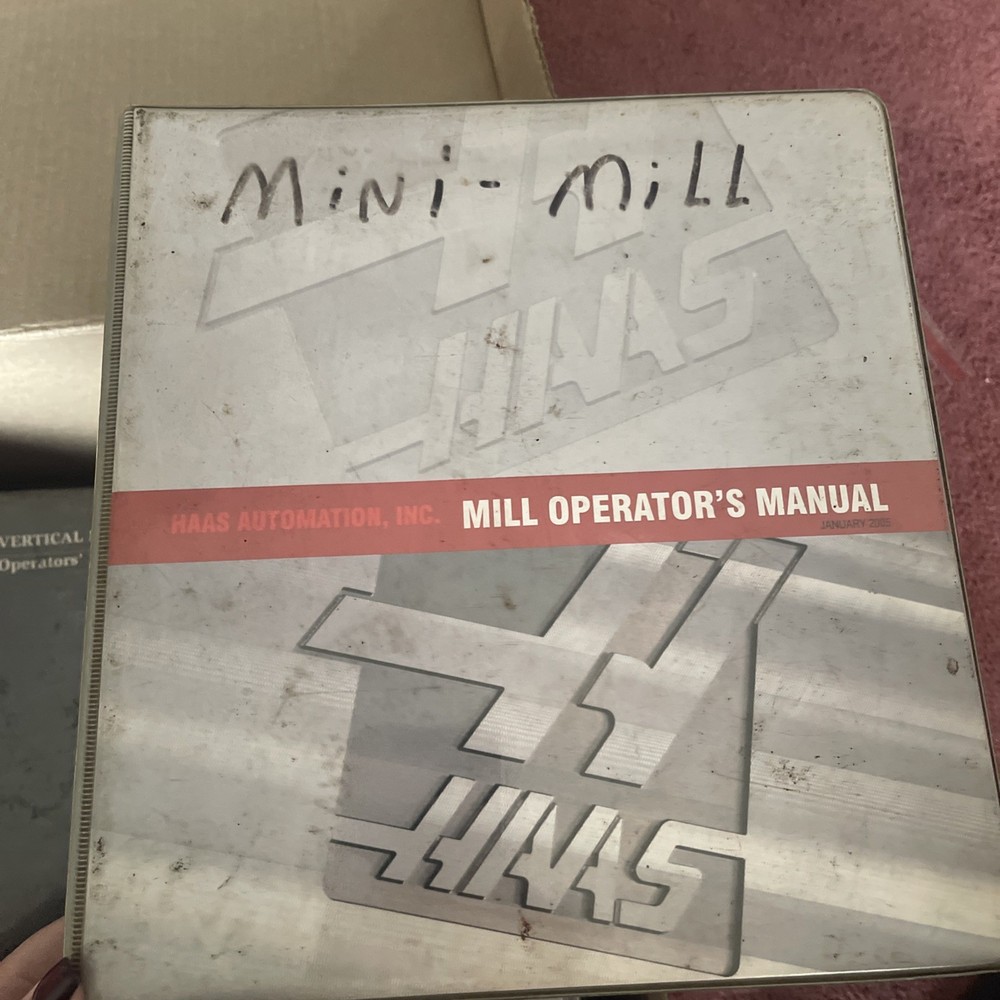 Mini-Mill
HAAS
HAAS AUTOMATION, INC. MILL OPERATOR'S MANUAL
JANUARY 2005
VERTICAL
Operators'
HAAS